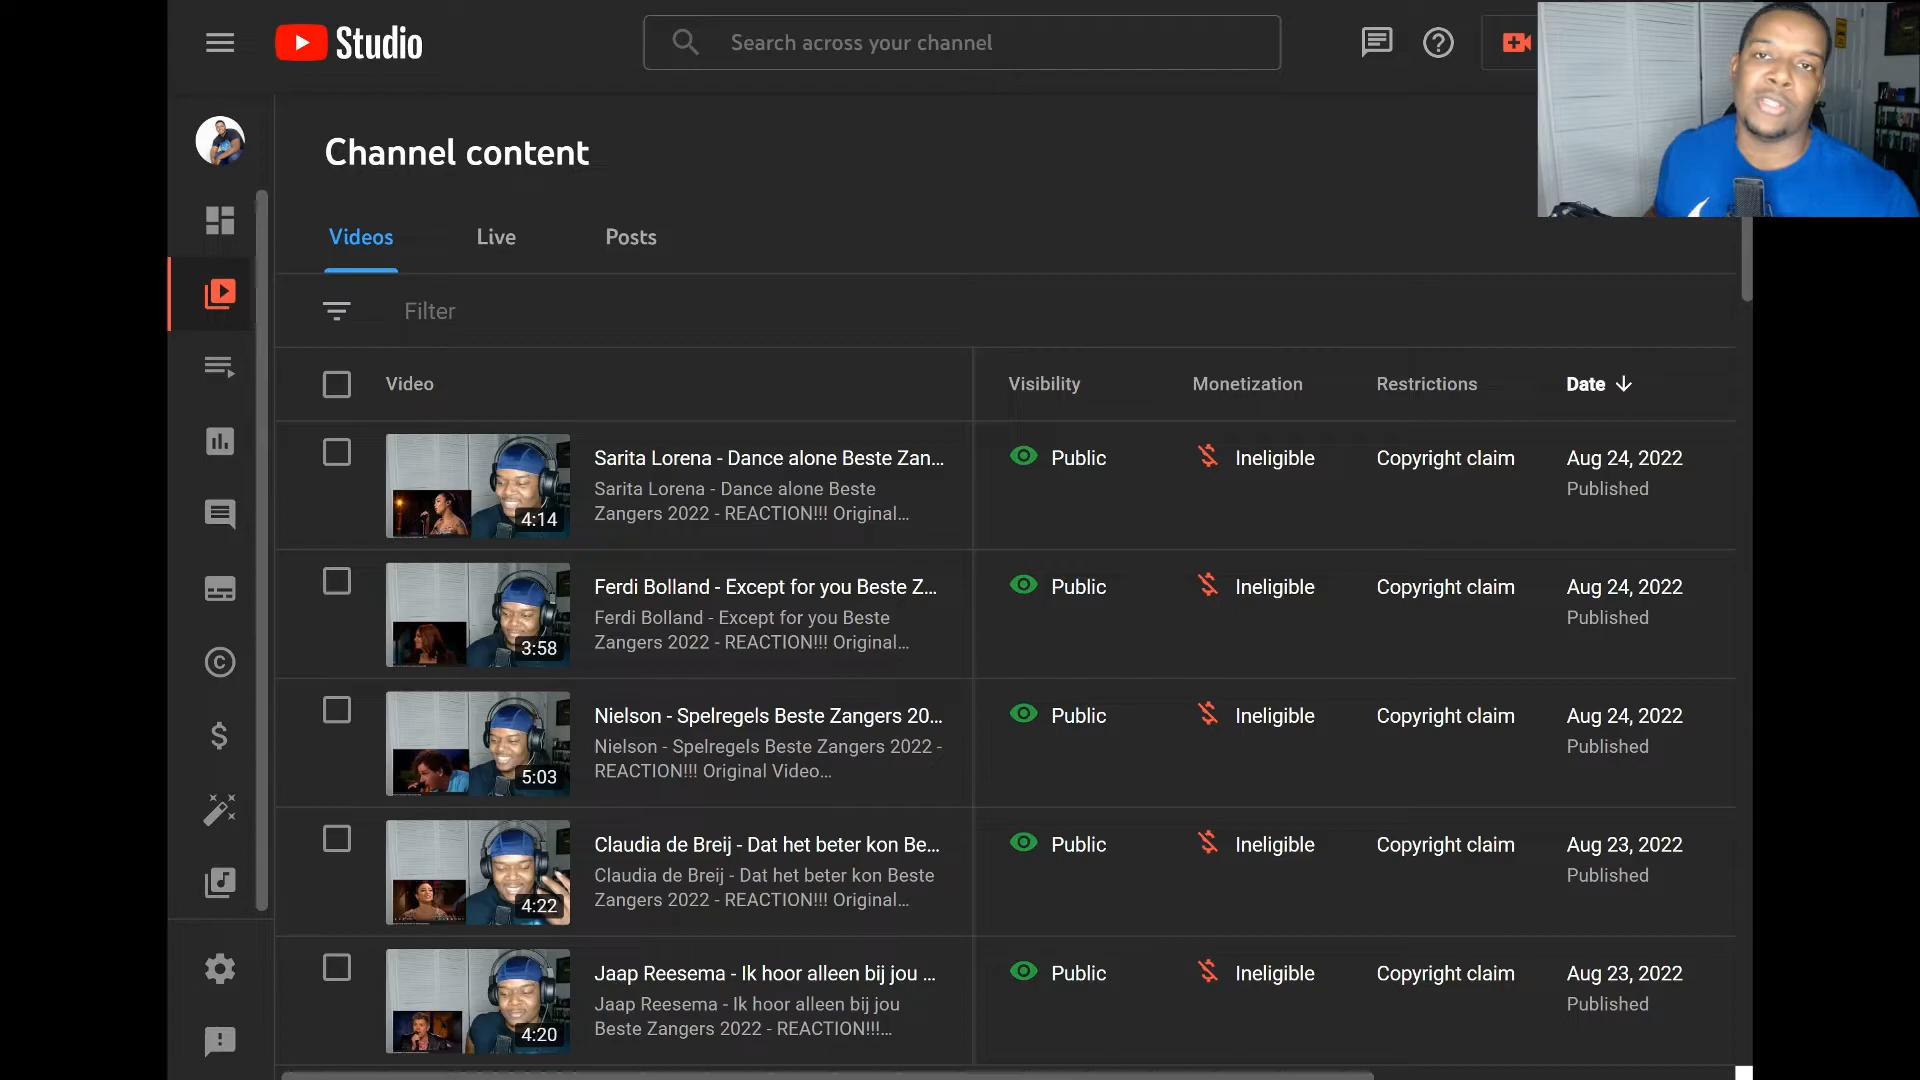 Studio
Search across your channel
Channel content
Videos Live Posts
Filter
Video Visibility Monetization Restrictions Date
Sarita Lorena - Dance alone Beste Zan... Public Ineligible Copyright claim Aug 24, 2022
Sarita Lorena - Dance alone Beste Published
Zangers 2022 - REACTION!!! Original...
4:14
Ferdi Bolland - Except for you Beste Z... Public Ineligible Copyright claim Aug 24, 2022
Ferdi Bolland - Except for you Beste Published
Zangers 2022 - REACTION!!! Original...
3:58
Nielson - Spelregels Beste Zangers 20... Public Ineligible Copyright claim Aug 24, 2022
Nielson - Spelregels Beste Zangers 2022 - Published
REACTION!!! Original Video...
5:03
Claudia de Breij - Dat het beter kon Be... Public Ineligible Copyright claim Aug 23, 2022
Claudia de Breij - Dat het beter kon Beste Published
Zangers 2022 - REACTION!!! Original...
4:22
Jaap Reesema - Ik hoor alleen bij jou ... Public Ineligible Copyright claim Aug 23, 2022
Jaap Reesema - Ik hoor alleen bij jou Published
Beste Zangers 2022 - REACTION!!!...
4:20